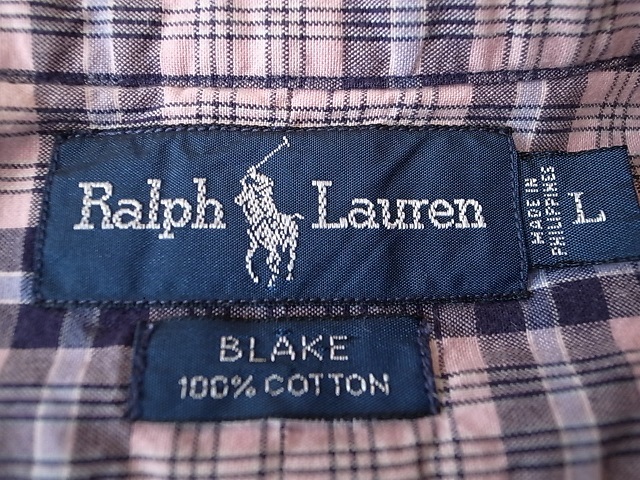 Ralph Lauren
MADE IN
PHILIPPINES
L
BLAKE
100% COTTON